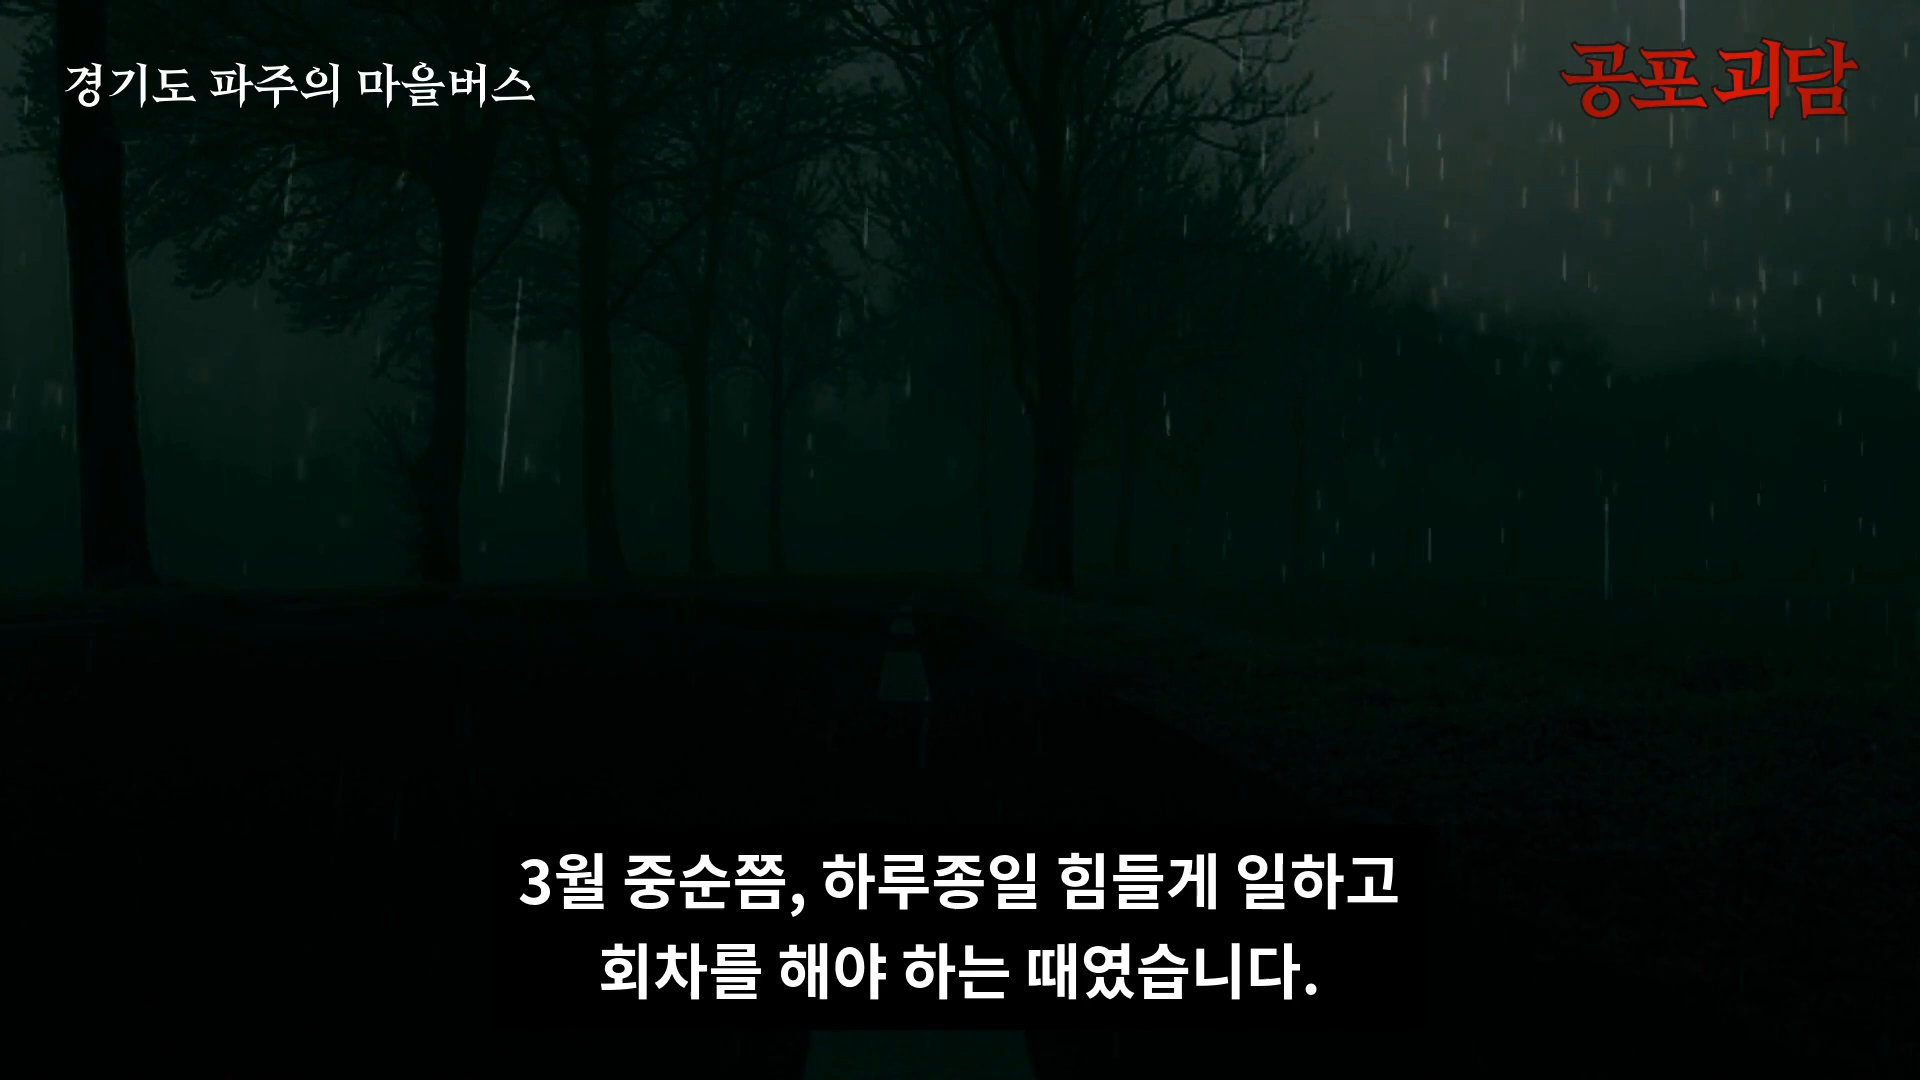 경기도 파주의 마을버스
공포 괴담
3월 중순쯤, 하루종일 힘들게 일하고
회차를 해야 하는 때였습니다.